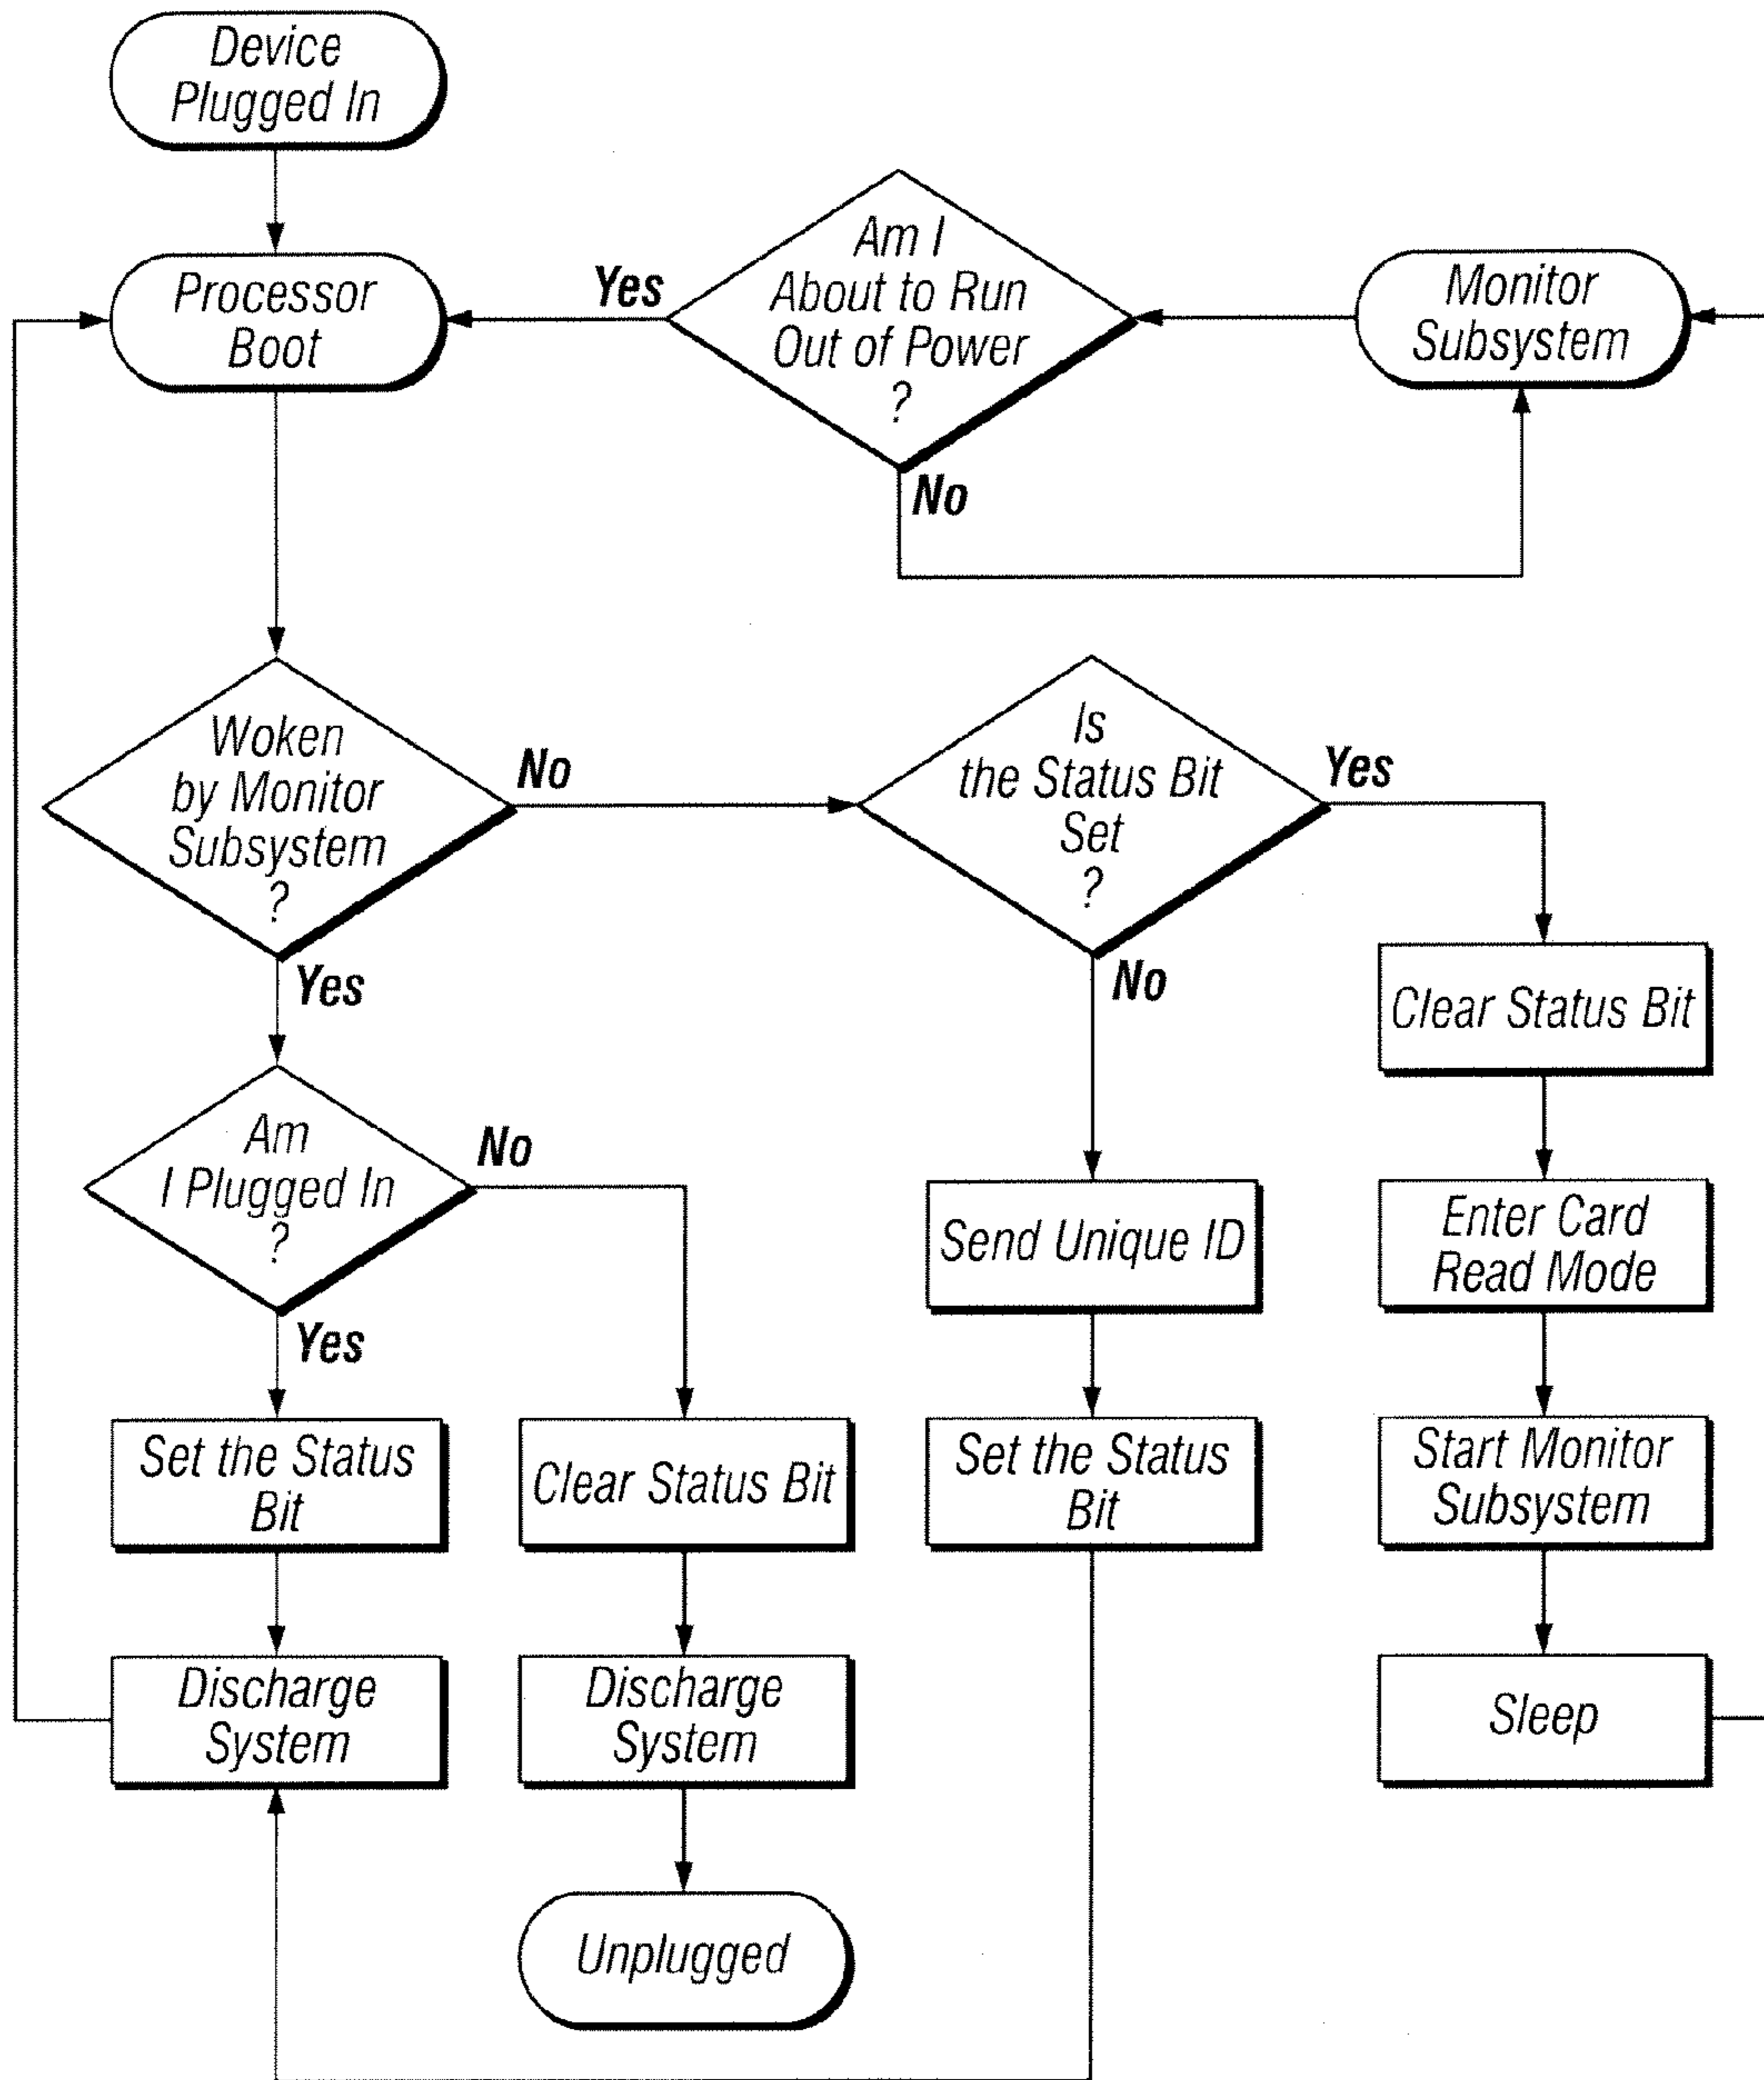 Device
Plugged In
Processor
Boot
Yes
Am I
About to Run
Out of Power
?
No
Monitor
Subsystem
Woken
by Monitor
Subsystem
?
No
Yes
Is
the Status Bit
Set
?
Yes
No
Clear Status Bit
Am
I Plugged In
?
No
Yes
Send Unique ID
Enter Card
Read Mode
Set the Status
Bit
Clear Status Bit
Set the Status
Bit
Start Monitor
Subsystem
Discharge
System
Discharge
System
Sleep
Unplugged